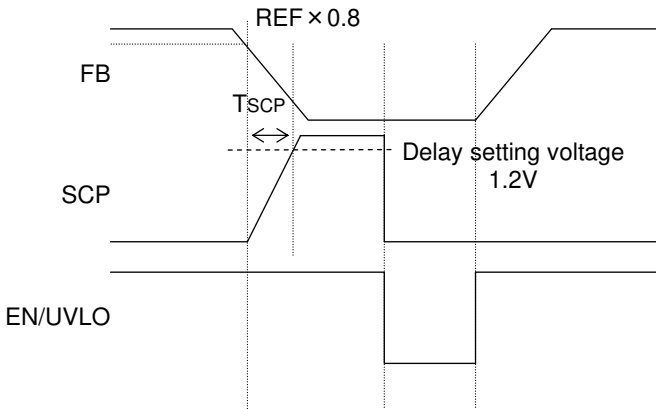 REF × 0.8
FB
TSCP
Delay setting voltage
1.2V
SCP
EN/UVLO